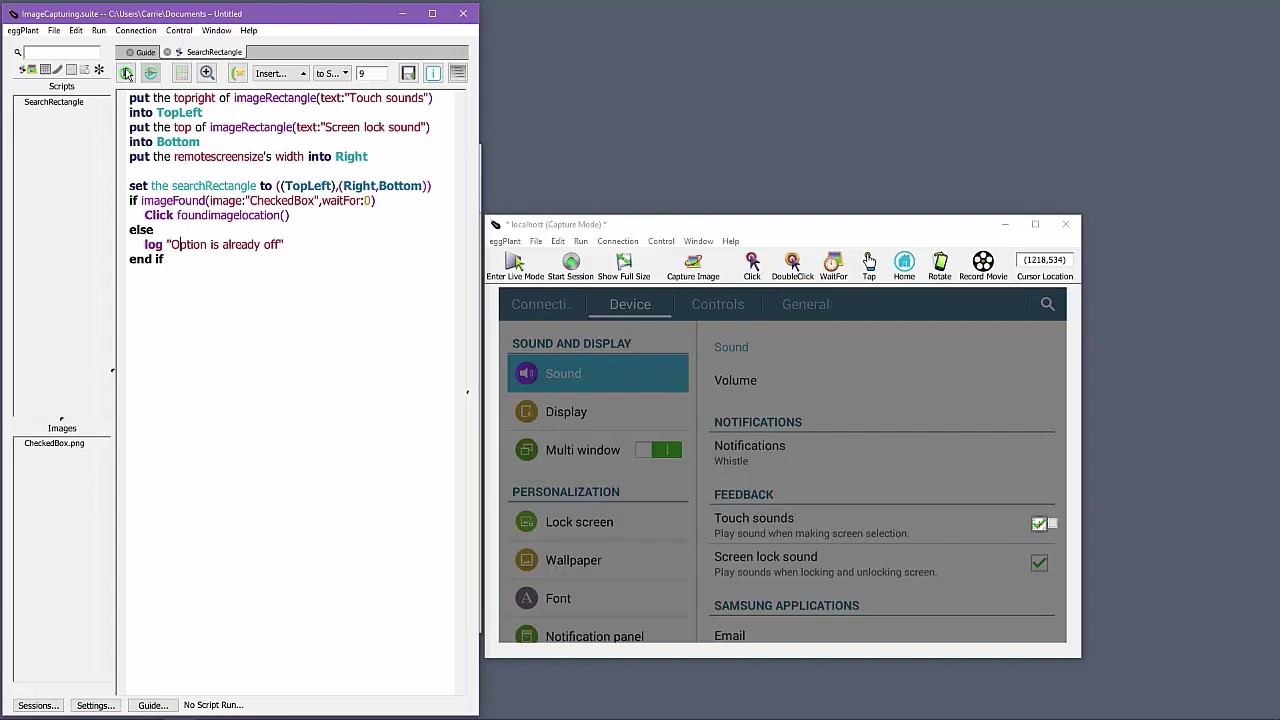 ImageCapturing.suite -- C:\Users\Carrie\Documents – Untitled
eggPlant File Edit Run Connection Control Window Help
Guide SearchRectangle
Insert... to S... 9
Scripts
SearchRectangle
put the topright of imageRectangle(text:"Touch sounds")
into TopLeft
put the top of imageRectangle(text:"Screen lock sound")
into Bottom
put the remotescreensize's width into Right
set the searchRectangle to ((TopLeft),(Right,Bottom))
if imageFound(image:"CheckedBox",waitFor:0)
Click foundimagelocation()
else
log "Option is already off"
end if
Images
CheckedBox.png
Sessions... Settings... Guide... No Script Run...
* localhost (Capture Mode) *
eggPlant File Edit Run Connection Control Window Help
Enter Live Mode Start Session Show Full Size Capture Image Click DoubleClick WaitFor Tap Home Rotate Record Movie Cursor Location
(1218,534)
Connecti.. Device Controls General
SOUND AND DISPLAY
Sound
Display
Multi window
PERSONALIZATION
Lock screen
Wallpaper
Font
Notification panel
Sound
Volume
NOTIFICATIONS
Notifications
Whistle
FEEDBACK
Touch sounds
Play sound when making screen selection.
Screen lock sound
Play sounds when locking and unlocking screen.
SAMSUNG APPLICATIONS
Email